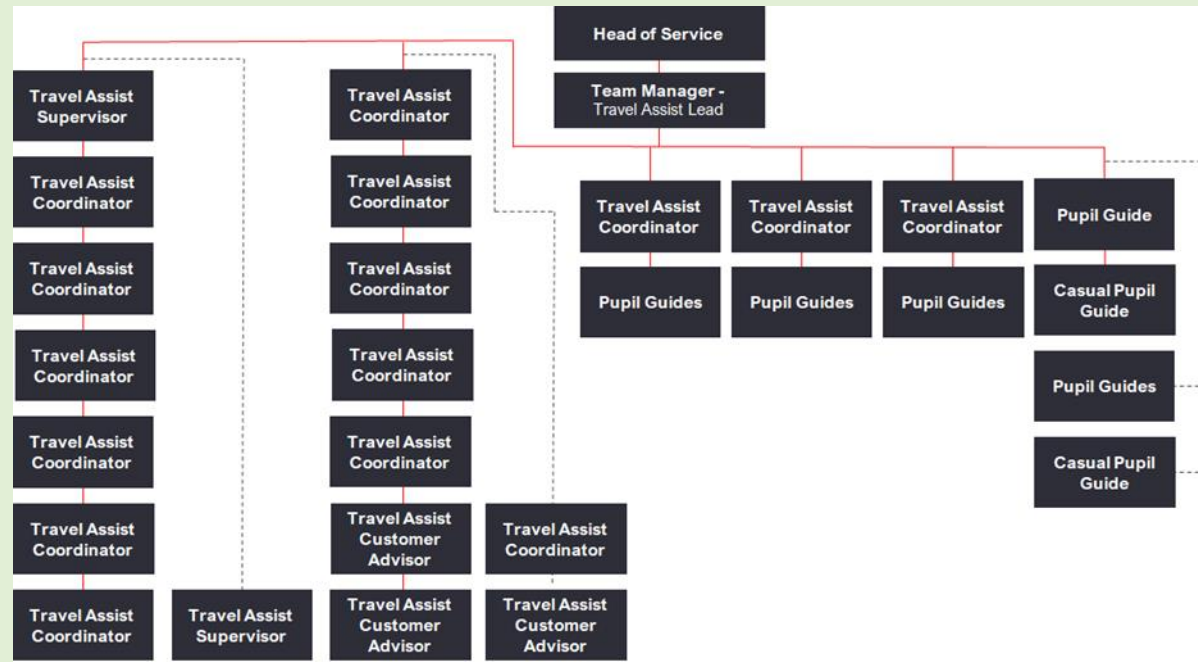 Head of Service
Team Manager -
Travel Assist Lead
Travel Assist
Supervisor
Travel Assist
Coordinator
Travel Assist
Coordinator
Travel Assist
Coordinator
Travel Assist
Coordinator
Travel Assist
Coordinator
Travel Assist
Coordinator
Travel Assist
Supervisor
Travel Assist
Coordinator
Travel Assist
Coordinator
Travel Assist
Coordinator
Travel Assist
Coordinator
Travel Assist
Coordinator
Travel Assist
Customer
Advisor
Travel Assist
Customer
Advisor
Travel Assist
Coordinator
Travel Assist
Customer
Advisor
Travel Assist
Coordinator
Pupil Guides
Travel Assist
Coordinator
Pupil Guides
Travel Assist
Coordinator
Pupil Guides
Pupil Guide
Casual Pupil
Guide
Pupil Guides
Casual Pupil
Guide